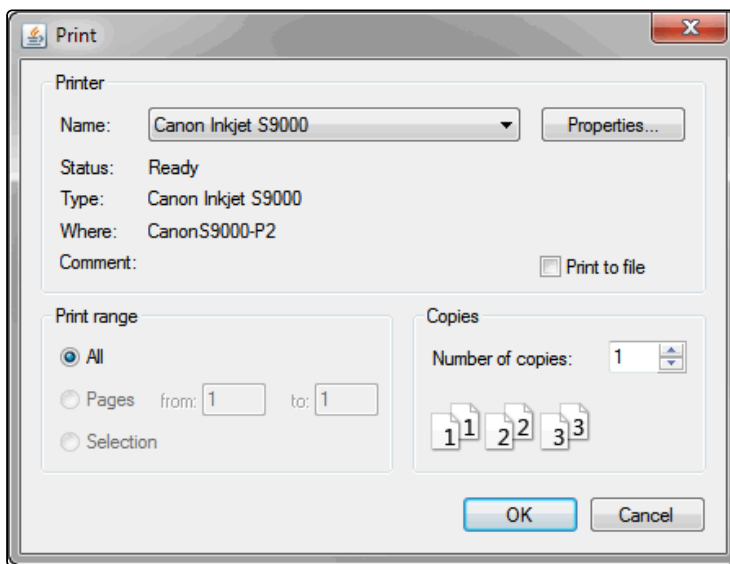 Print
Printer
Name: Canon Inkjet S9000 Properties...
Status: Ready
Type: Canon Inkjet S9000
Where: CanonS9000-P2
Comment: Print to file
Print range
All
Pages from: 1 to: 1
Selection
Copies
Number of copies: 1
1 1 2 2 3 3
OK Cancel